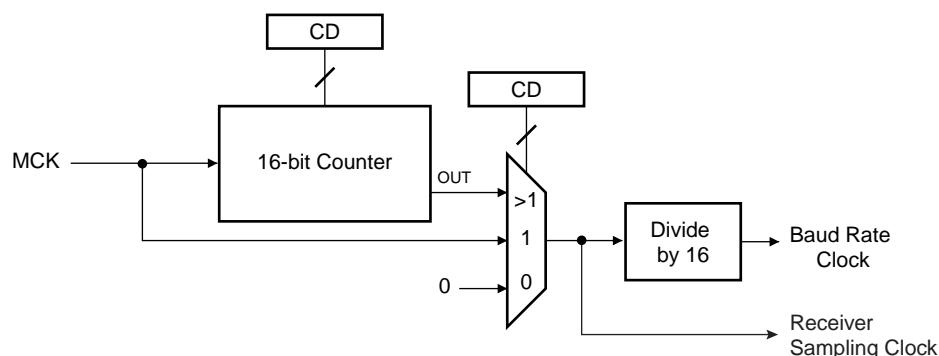 CD
CD
MCK
16-bit Counter
OUT
>1
1
0
0
Divide
by 16
Baud Rate
Clock
Receiver
Sampling Clock